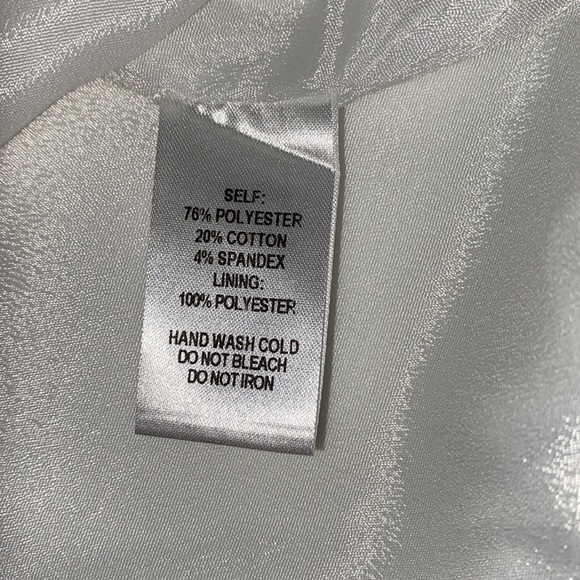 SELF:
76% POLYESTER
20% COTTON
4% SPANDEX
LINING:
100% POLYESTER
HAND WASH COLD
DO NOT BLEACH
DO NOT IRON